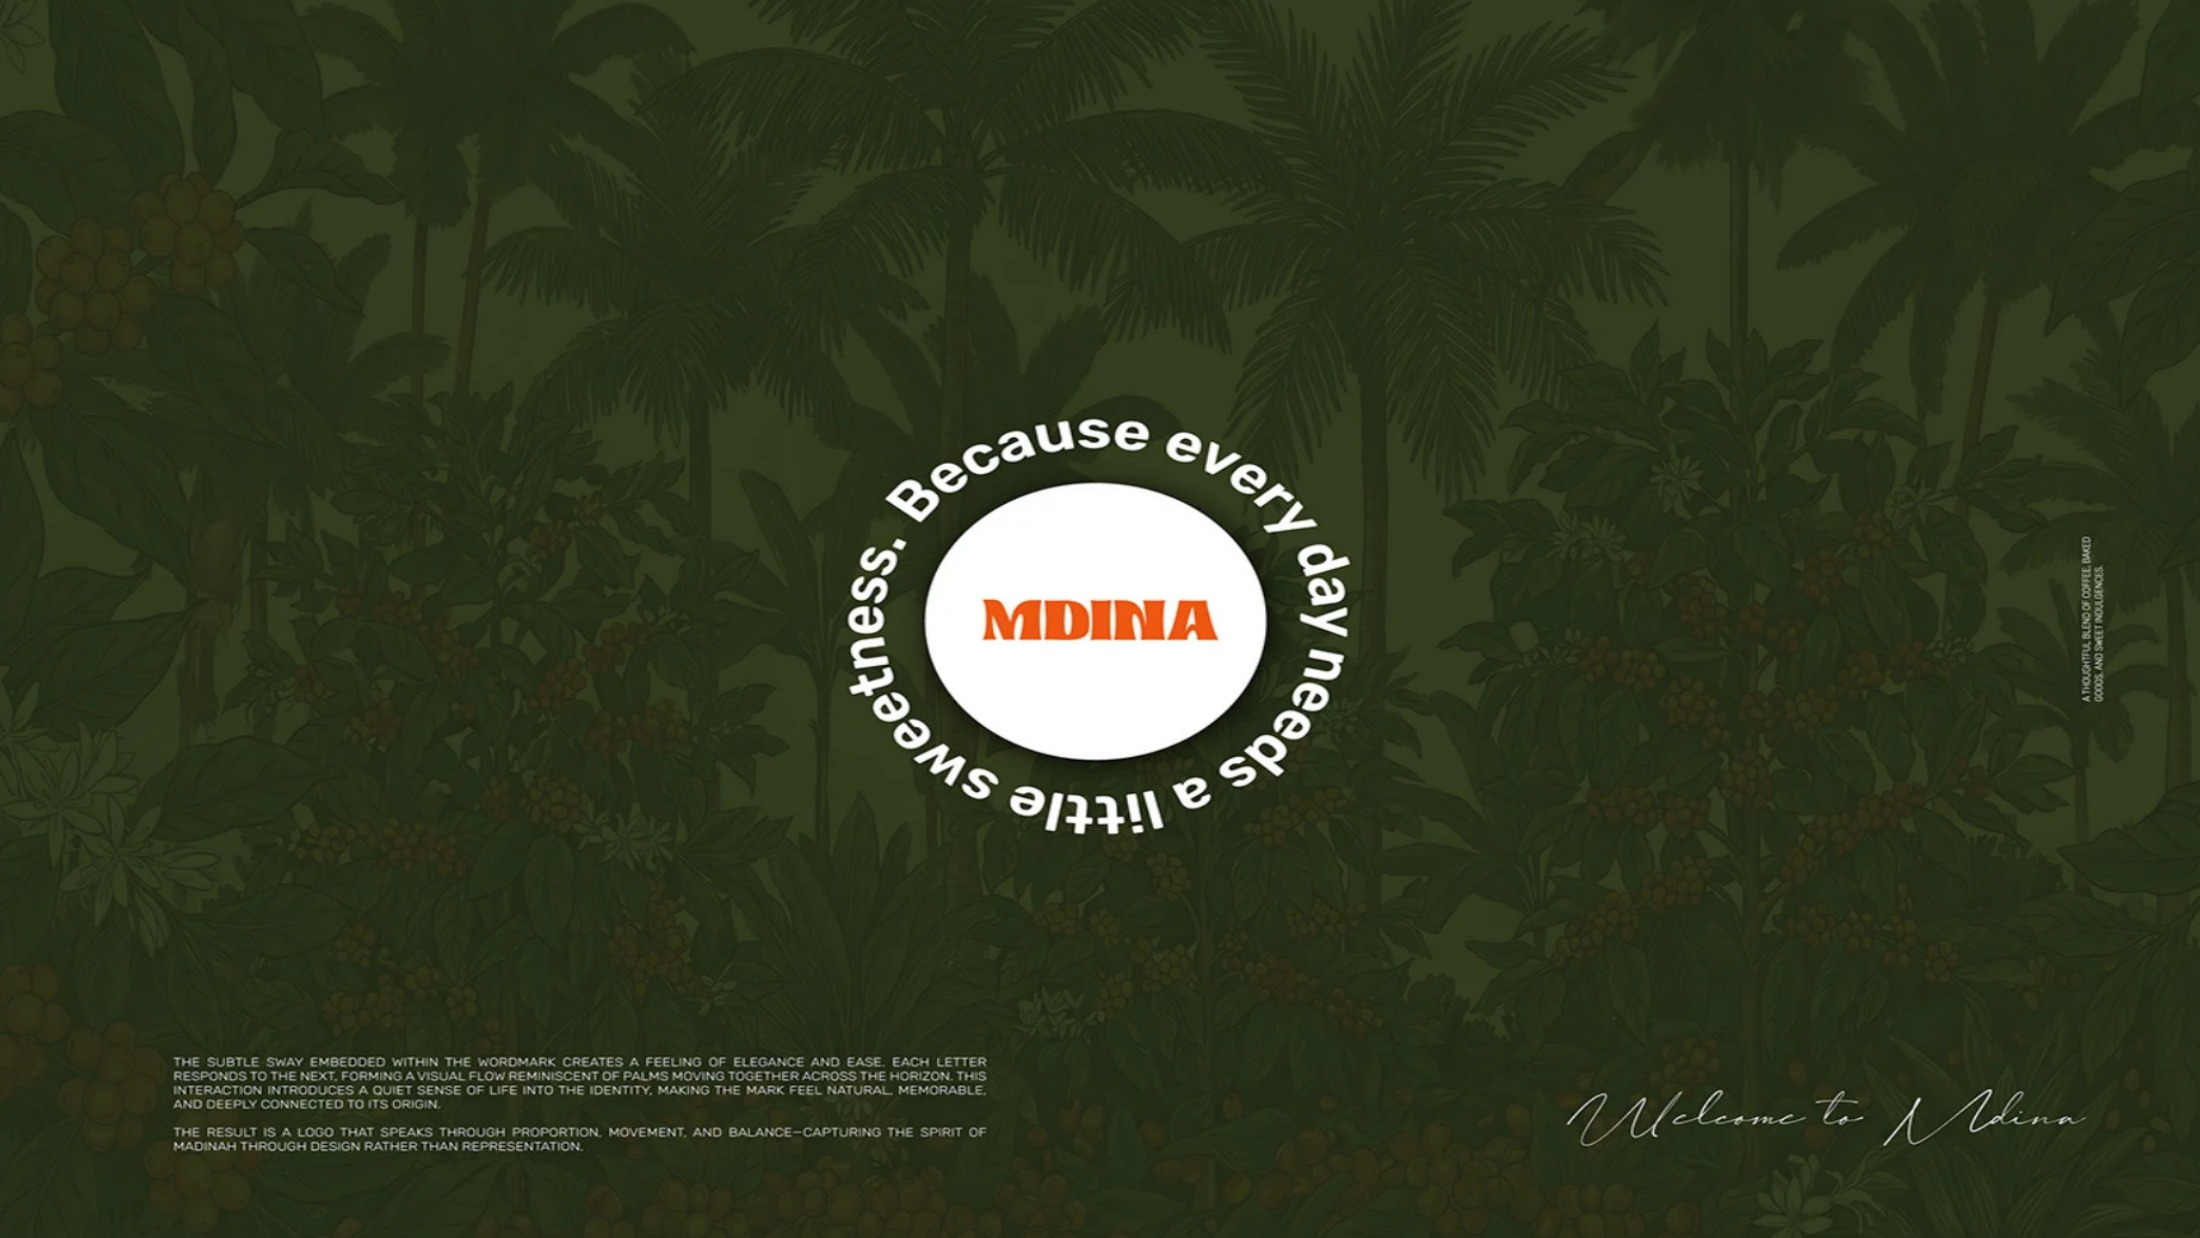 Because every day needs a little sweetness.
MDINA
A THOUGHTFUL BLEND OF COFFEE, BAKED
GOODS, AND SWEET INDULGENCES.
THE SUBTLE SWAY EMBEDDED WITHIN THE WORDMARK CREATES A FEELING OF ELEGANCE AND EASE. EACH LETTER
RESPONDS TO THE NEXT, FORMING A VISUAL FLOW REMINISCENT OF PALMS MOVING TOGETHER ACROSS THE HORIZON. THIS
INTERACTION INTRODUCES A QUIET SENSE OF LIFE INTO THE IDENTITY, MAKING THE MARK FEEL NATURAL, MEMORABLE,
AND DEEPLY CONNECTED TO ITS ORIGIN.
THE RESULT IS A LOGO THAT SPEAKS THROUGH PROPORTION, MOVEMENT, AND BALANCE—CAPTURING THE SPIRIT OF
MADINAH THROUGH DESIGN RATHER THAN REPRESENTATION.
Welcome to Mdina